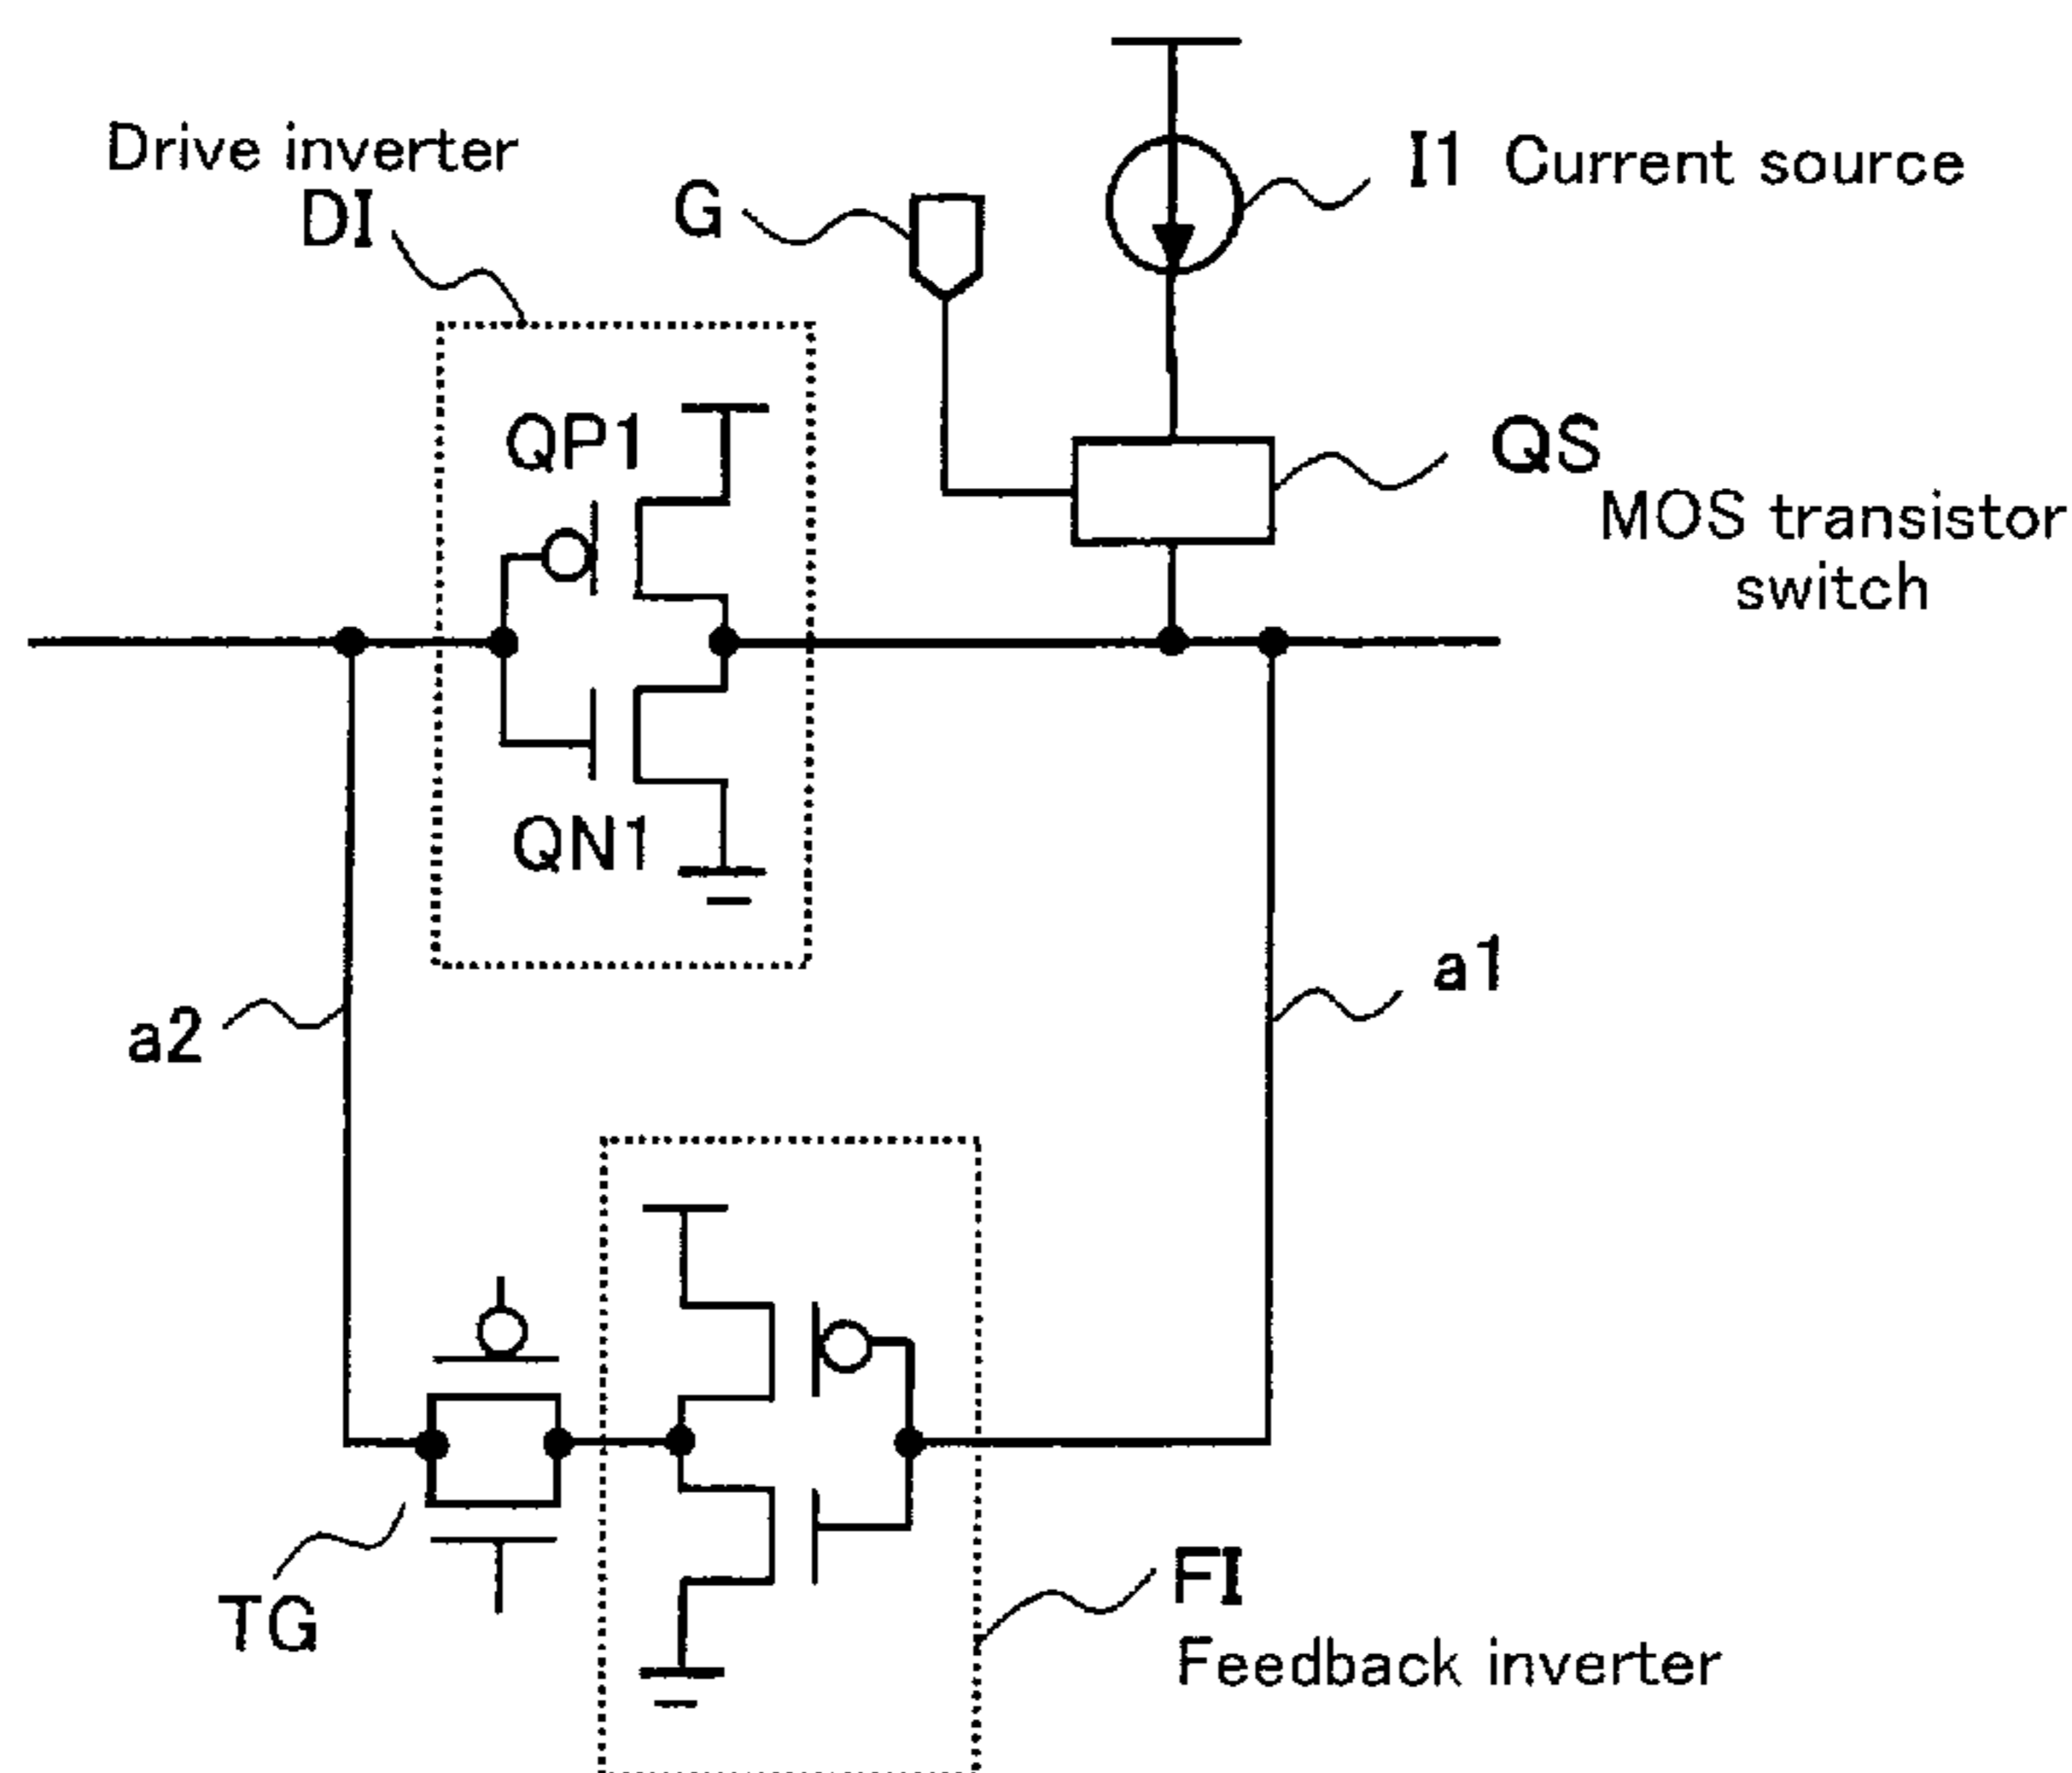 Drive inverter
DI
G
I1 Current source
QP1
QS
MOS transistor
switch
QN1
a1
a2
TG
FI
Feedback inverter